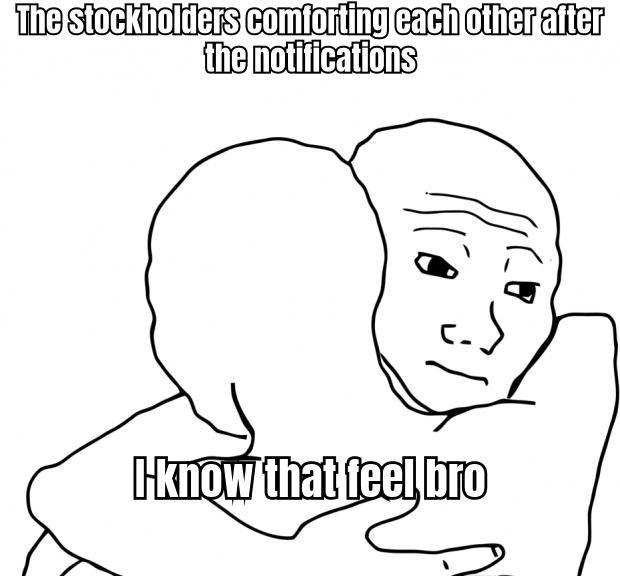 The stockholders comforting each other after
the notifications
I know that feel bro